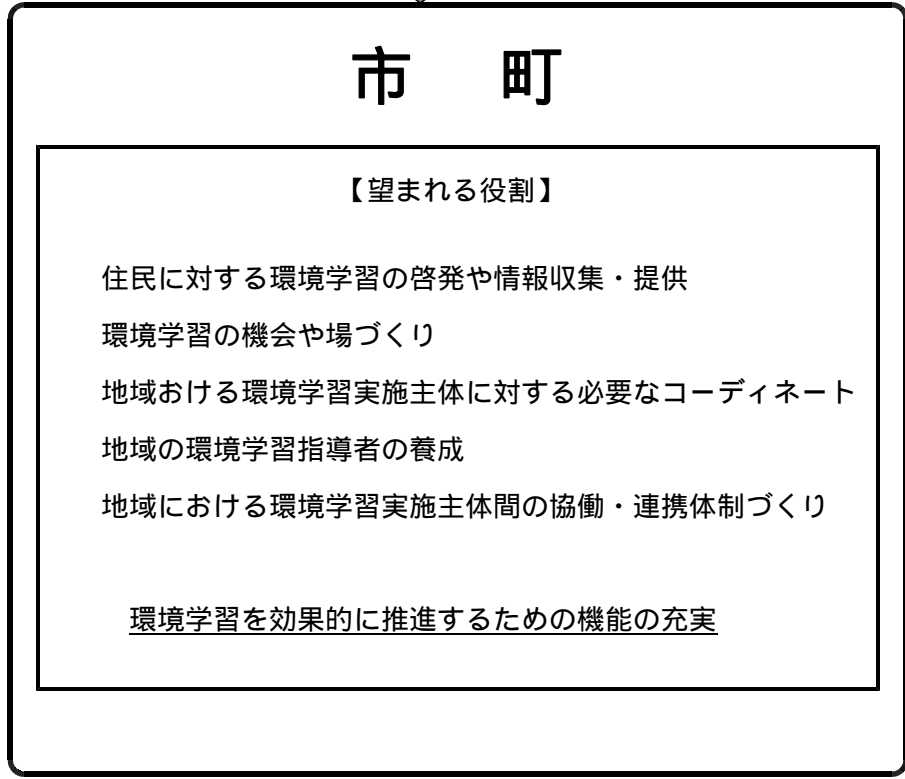 市　町
【望まれる役割】
住民に対する環境学習の啓発や情報収集・提供
環境学習の機会や場づくり
地域おける環境学習実施主体に対する必要なコーディネート
地域の環境学習指導者の養成
地域における環境学習実施主体間の協働・連携体制づくり
環境学習を効果的に推進するための機能の充実